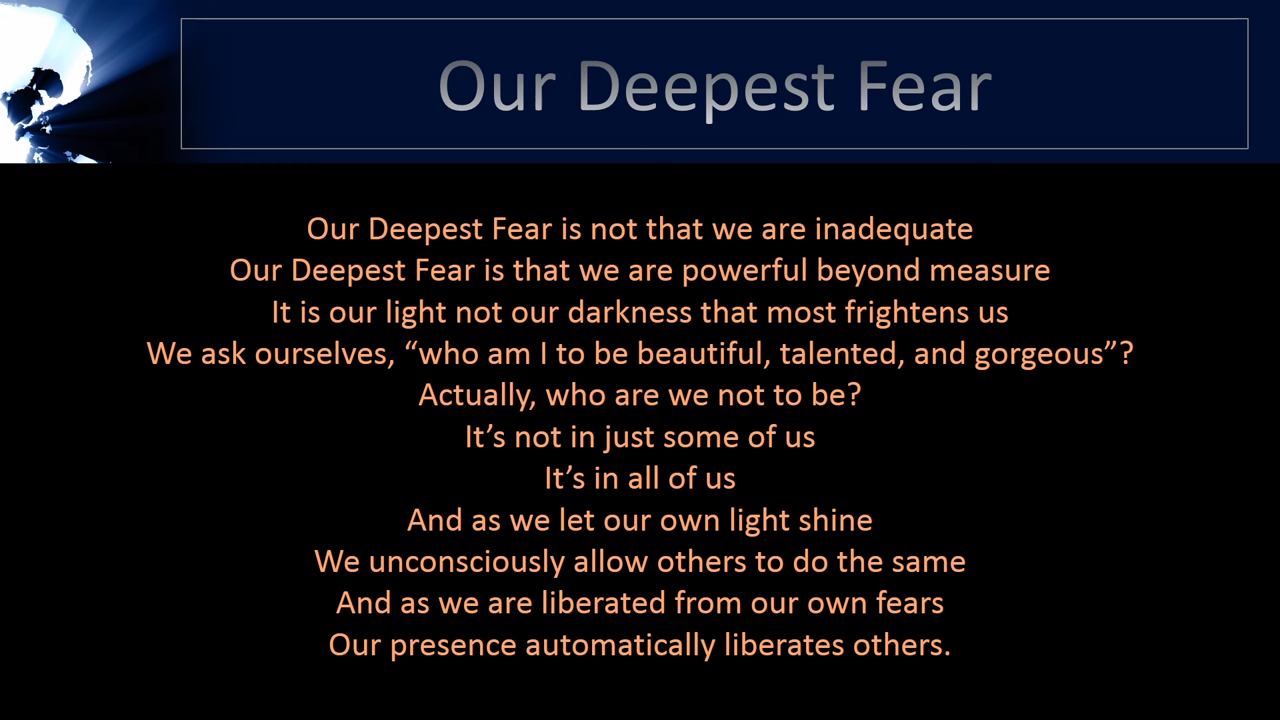 Our Deepest Fear
Our Deepest Fear is not that we are inadequate
Our Deepest Fear is that we are powerful beyond measure
It is our light not our darkness that most frightens us
We ask ourselves, “who am I to be beautiful, talented, and gorgeous”?
Actually, who are we not to be?
It’s not in just some of us
It’s in all of us
And as we let our own light shine
We unconsciously allow others to do the same
And as we are liberated from our own fears
Our presence automatically liberates others.